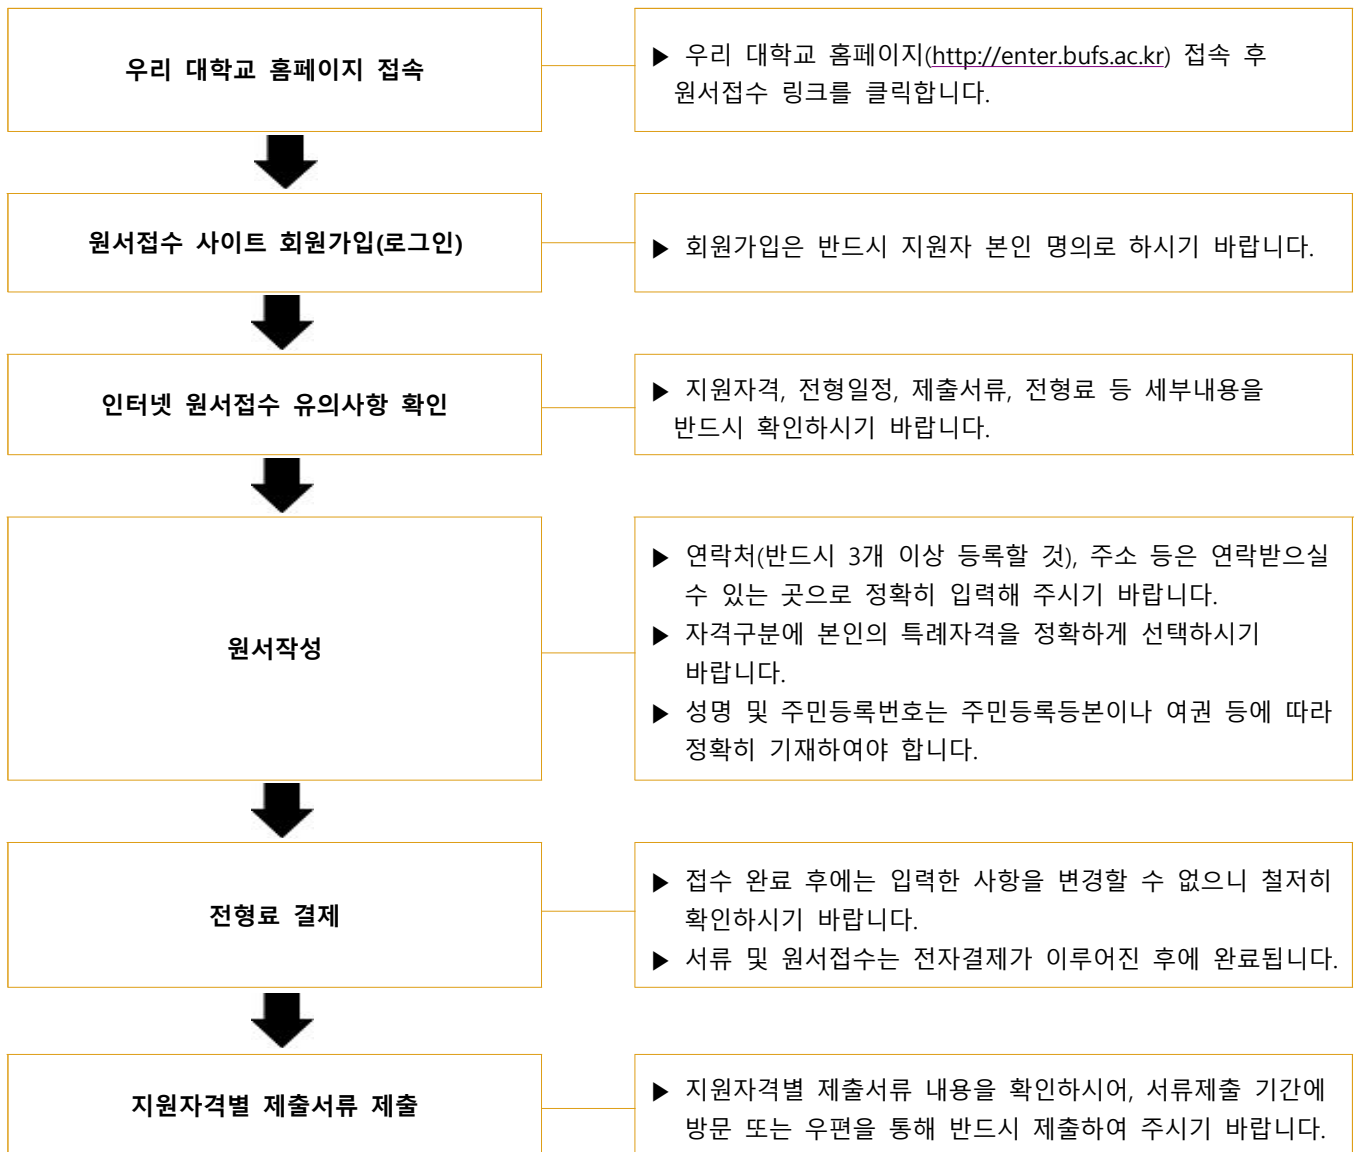 우리 대학교 홈페이지 접속
▶ 우리 대학교 홈페이지(http://enter.bufs.ac.kr) 접속 후
원서접수 링크를 클릭합니다.
원서접수 사이트 회원가입(로그인)
▶ 회원가입은 반드시 지원자 본인 명의로 하시기 바랍니다.
인터넷 원서접수 유의사항 확인
▶ 지원자격, 전형일정, 제출서류, 전형료 등 세부내용을
반드시 확인하시기 바랍니다.
원서작성
▶ 연락처(반드시 3개 이상 등록할 것), 주소 등은 연락받으실
수 있는 곳으로 정확히 입력해 주시기 바랍니다.
▶ 자격구분에 본인의 특례자격을 정확하게 선택하시기
바랍니다.
▶ 성명 및 주민등록번호는 주민등록등본이나 여권 등에 따라
정확히 기재하여야 합니다.
전형료 결제
▶ 접수 완료 후에는 입력한 사항을 변경할 수 없으니 철저히
확인하시기 바랍니다.
▶ 서류 및 원서접수는 전자결제가 이루어진 후에 완료됩니다.
지원자격별 제출서류 제출
▶ 지원자격별 제출서류 내용을 확인하시어, 서류제출 기간에
방문 또는 우편을 통해 반드시 제출하여 주시기 바랍니다.